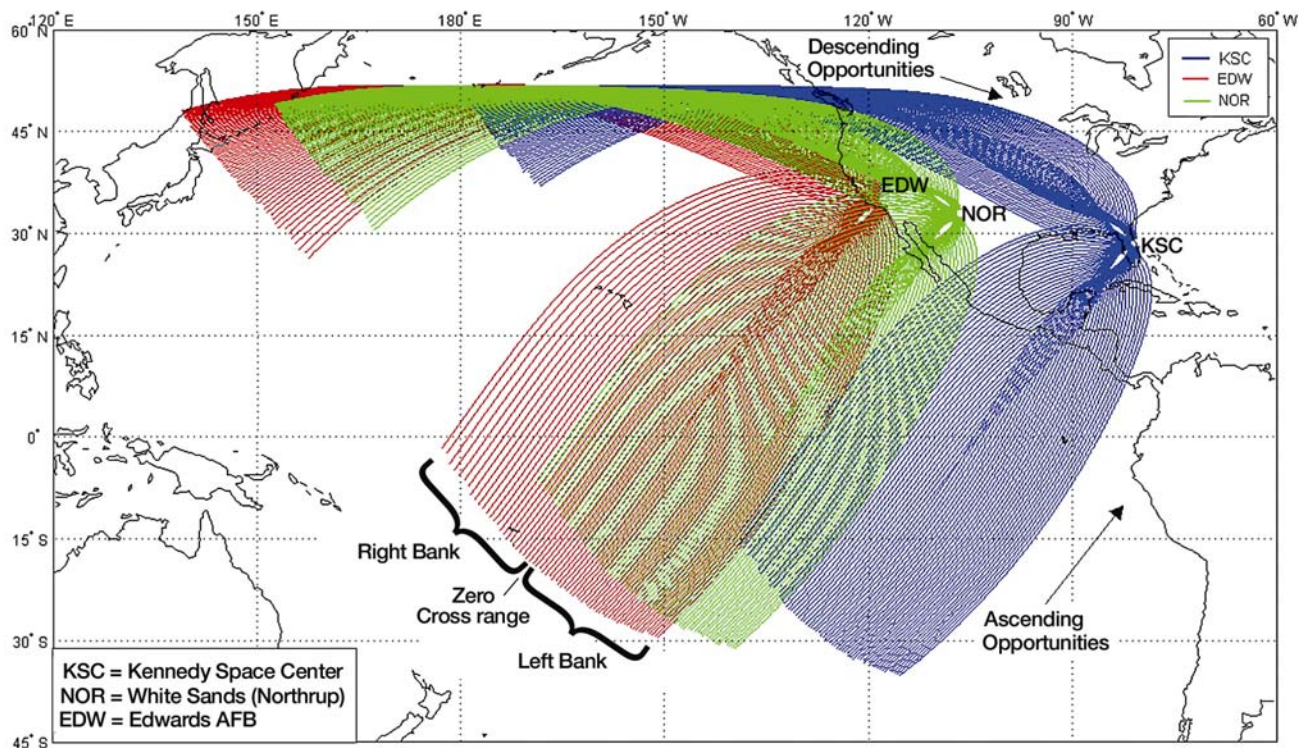 120° E
150° E
180° E
150° W
120° W
90° W
60° W
60° N
45° N
30° N
15° N
0°
15° S
30° S
45° S
Descending
Opportunities
KSC
EDW
NOR
EDW
NOR
KSC
Right Bank
Zero
Cross range
Left Bank
Ascending
Opportunities
KSC = Kennedy Space Center
NOR = White Sands (Northrup)
EDW = Edwards AFB